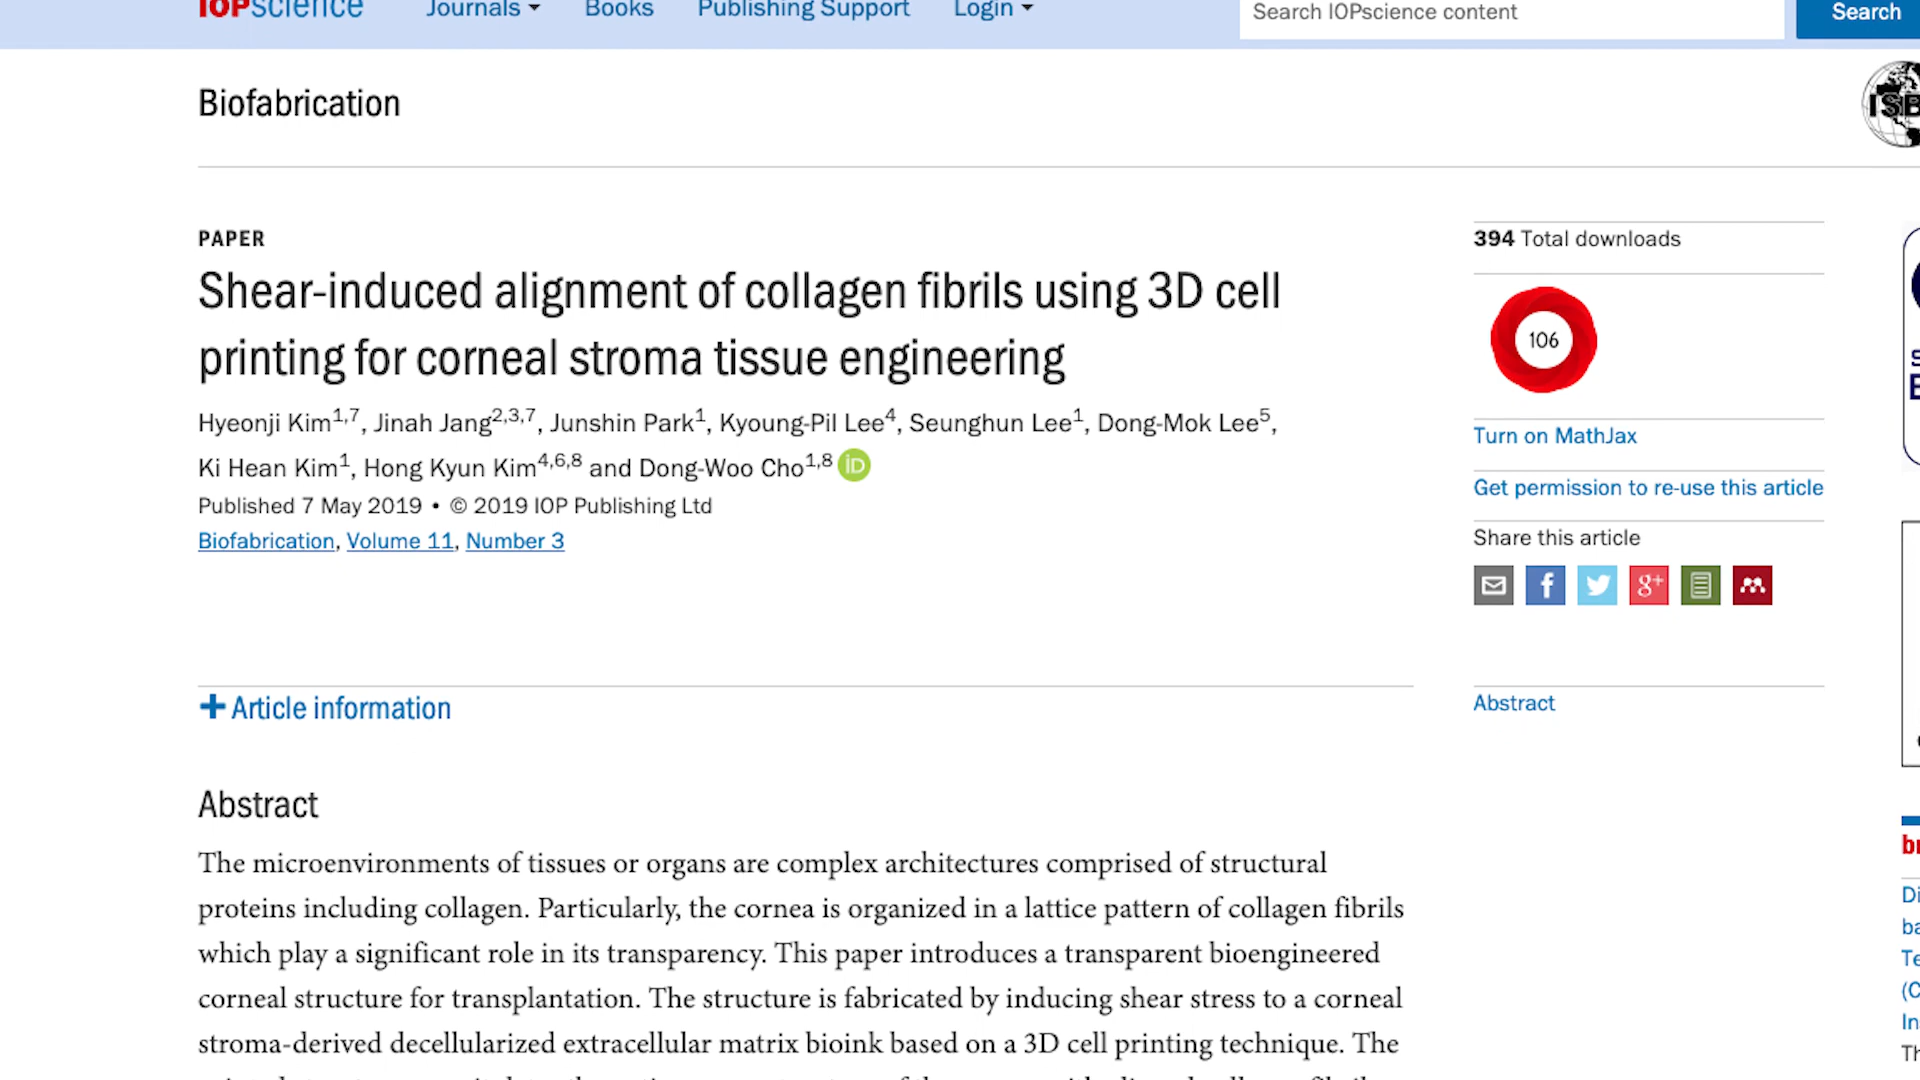 IOPscience Journals Books Publishing Support Login Search IOPscience content Search
Biofabrication
ISB
PAPER
Shear-induced alignment of collagen fibrils using 3D cell
printing for corneal stroma tissue engineering
Hyeonji Kim1,7, Jinah Jang2,3,7, Junshin Park1, Kyoung-Pil Lee4, Seunghun Lee1, Dong-Mok Lee5,
Ki Hean Kim1, Hong Kyun Kim4,6,8 and Dong-Woo Cho1,8 iD
Published 7 May 2019 • © 2019 IOP Publishing Ltd
Biofabrication, Volume 11, Number 3
394 Total downloads
106
Turn on MathJax
Get permission to re-use this article
Share this article
+ Article information
Abstract
Abstract
The microenvironments of tissues or organs are complex architectures comprised of structural
proteins including collagen. Particularly, the cornea is organized in a lattice pattern of collagen fibrils
which play a significant role in its transparency. This paper introduces a transparent bioengineered
corneal structure for transplantation. The structure is fabricated by inducing shear stress to a corneal
stroma-derived decellularized extracellular matrix bioink based on a 3D cell printing technique. The